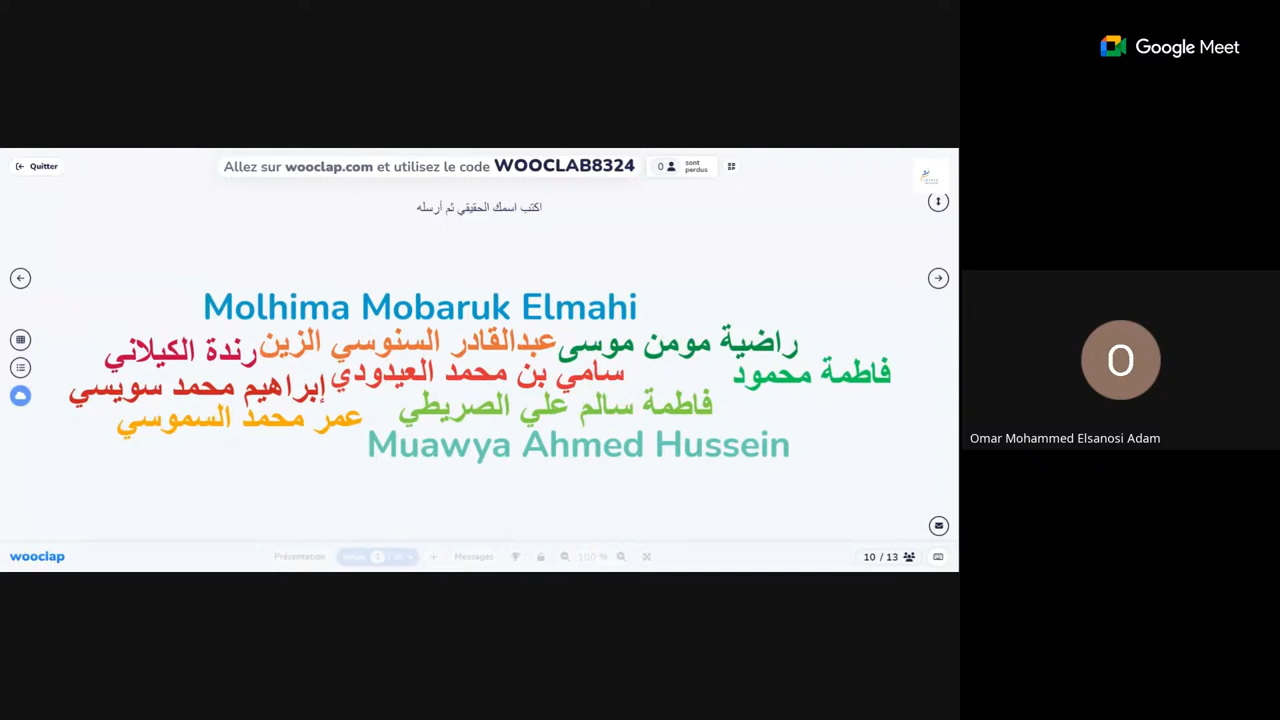 Google Meet
Quitter
Allez sur wooclap.com et utilisez le code WOOCLAB8324
0 sont perdus
اكتب اسمك الحقيقي ثم أرسله
Molhima Mobaruk Elmahi
راضية مومن موسى
عبدالقادر السنوسي الزين
رندة الكيلاني
فاطمة محمود
سامي بن محمد العيدودي
إبراهيم محمد سويسي
فاطمة سالم علي الصريطي
عمر محمد السموسي
Muawya Ahmed Hussein
Omar Mohammed Elsanosi Adam
O
wooclap
Présentation
Messages
100 %
10 / 13